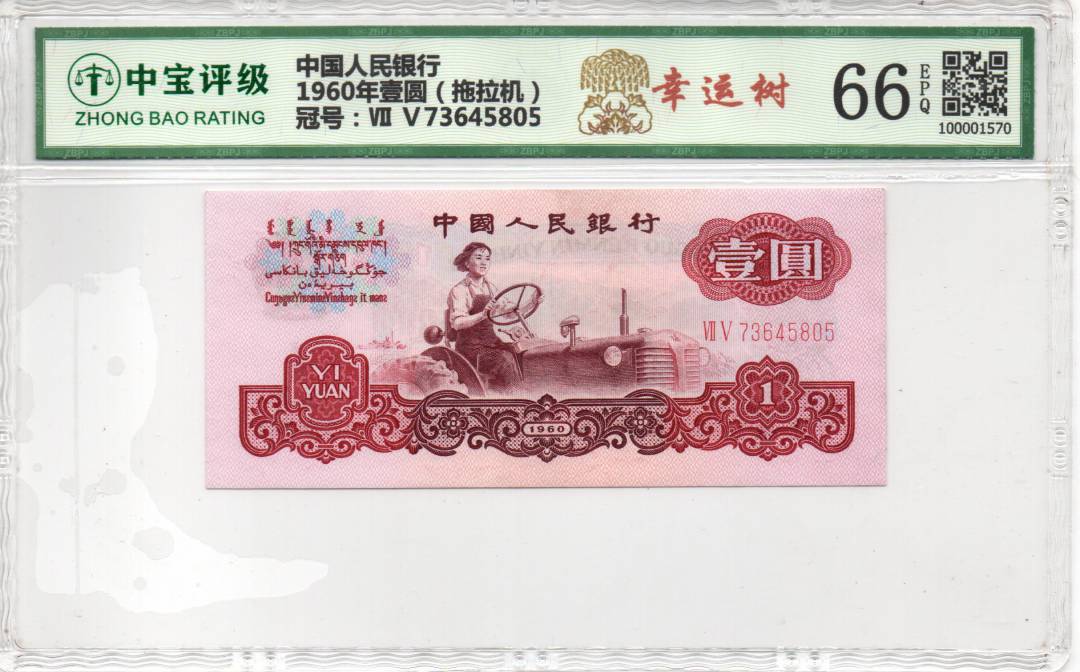 中宝评级
ZHONG BAO RATING
中国人民银行
1960年壹圆（拖拉机）
冠号：Ⅶ Ⅴ73645805
幸运树
66
EPQ
100001570
中國人民銀行
壹圓
ⅦⅤ73645805
YI
YUAN
1960
1